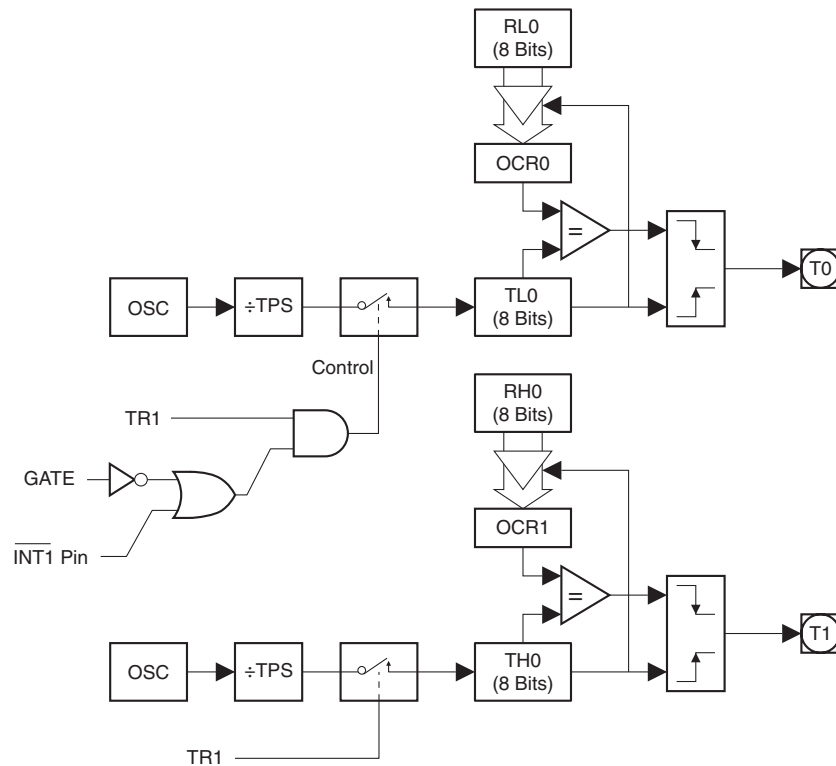 RL0
(8 Bits)
OCR0
=
OSC
÷TPS
TL0
(8 Bits)
T0
Control
TR1
GATE
INT1 Pin
RH0
(8 Bits)
OCR1
=
OSC
÷TPS
TH0
(8 Bits)
T1
TR1